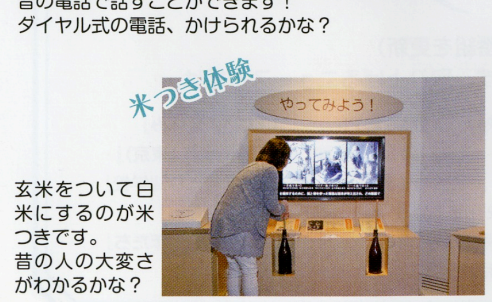 昔の電話で話すことができます！
ダイヤル式の電話、かけられるかな？
米つき体験
やってみよう！
玄米をついて白
米にするのが米
つきです。
昔の人の大変さ
がわかるかな？